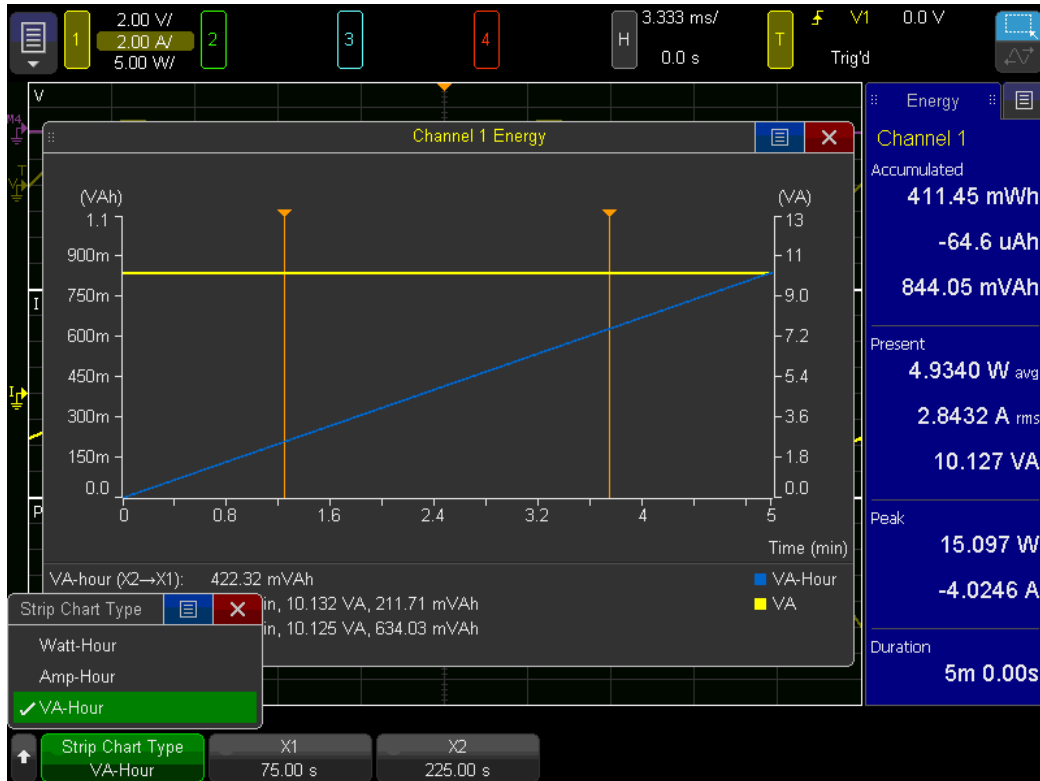 1
2.00 V/
2.00 A/
5.00 W/
2
3
4
H
3.333 ms/
0.0 s
T
V1
0.0 V
Trig'd
V
M4
T
V
I
I
P
Channel 1 Energy
(VAh)
1.1
900m
750m
600m
450m
300m
150m
0.0
(VA)
13
11
9.0
7.2
5.4
3.6
1.8
0.0
0
0.8
1.6
2.4
3.2
4
5
Time (min)
VA-hour (X2→X1): 422.32 mVAh
in, 10.132 VA, 211.71 mVAh
in, 10.125 VA, 634.03 mVAh
VA-Hour
VA
Strip Chart Type
Watt-Hour
Amp-Hour
VA-Hour
Strip Chart Type
VA-Hour
X1
75.00 s
X2
225.00 s
Energy
Channel 1
Accumulated
411.45 mWh
-64.6 uAh
844.05 mVAh
Present
4.9340 W avg
2.8432 A rms
10.127 VA
Peak
15.097 W
-4.0246 A
Duration
5m 0.00s